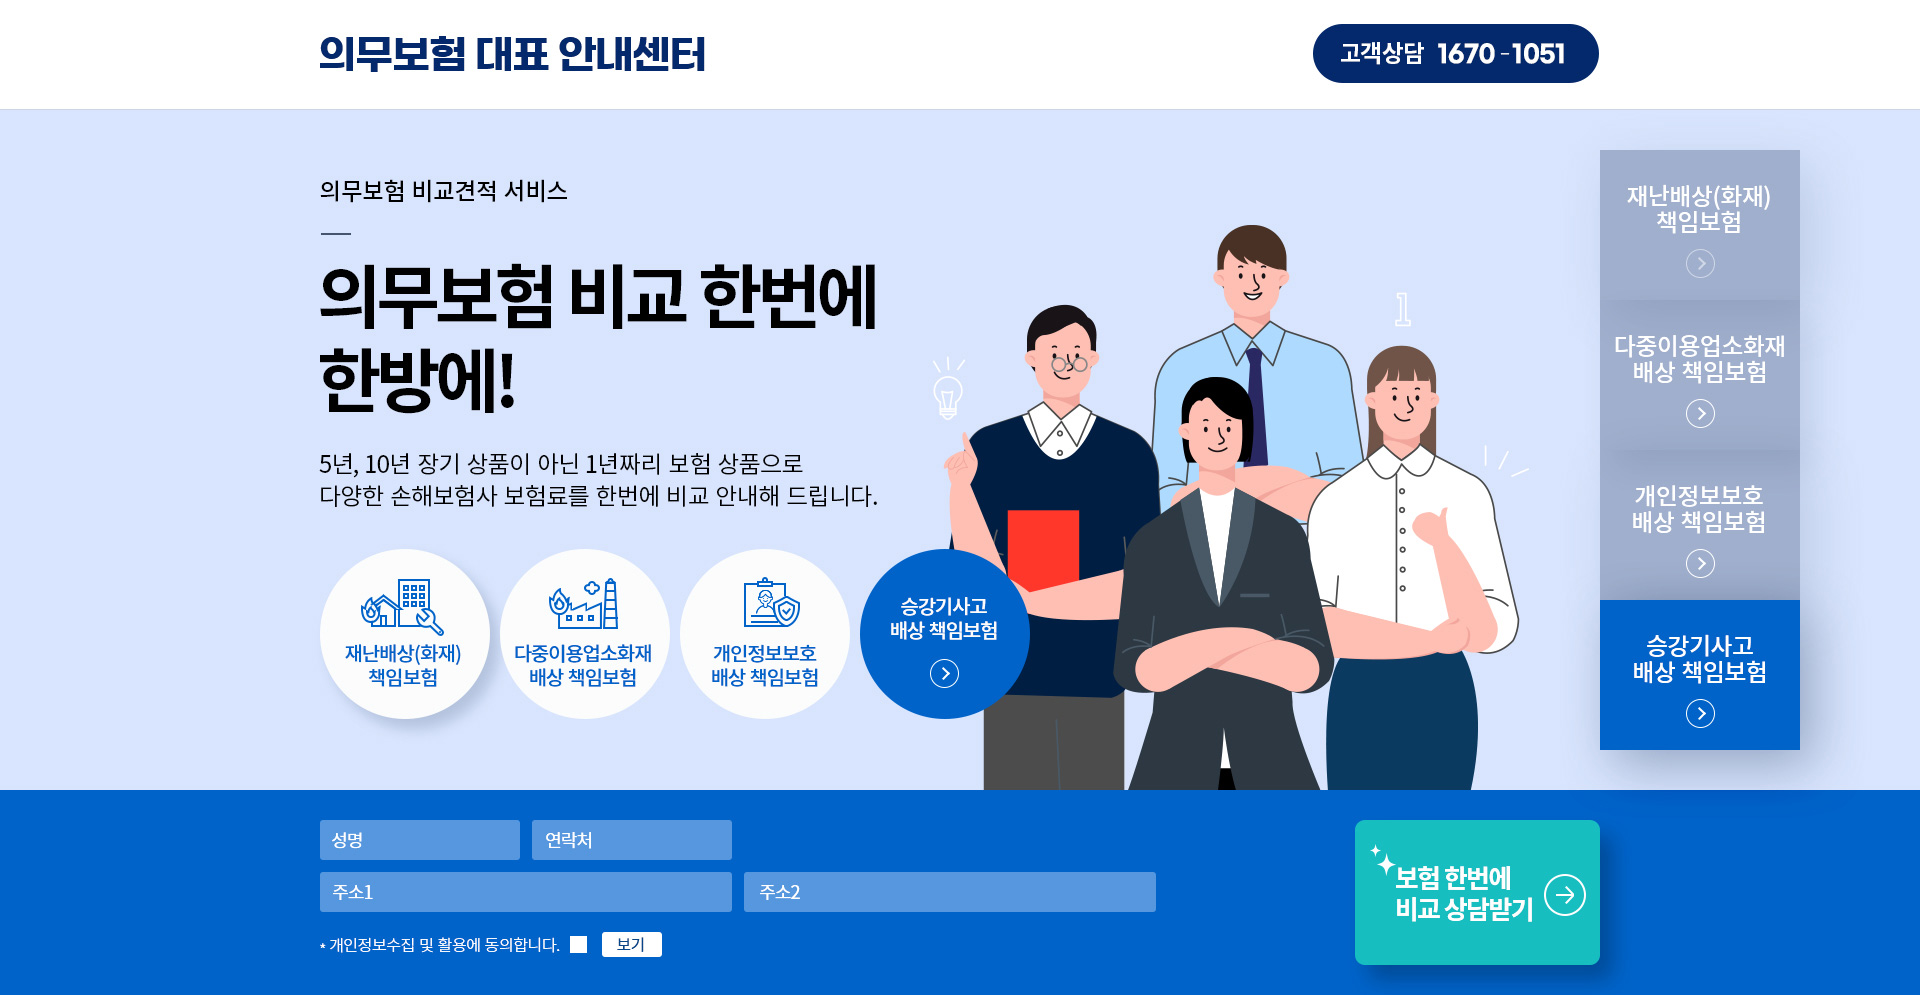 의무보험 대표 안내센터
고객상담 1670 -1051
의무보험 비교견적 서비스
의무보험 비교 한번에
한방에!
5년, 10년 장기 상품이 아닌 1년짜리 보험 상품으로
다양한 손해보험사 보험료를 한번에 비교 안내해 드립니다.
재난배상(화재)
책임보험
다중이용업소화재
배상 책임보험
개인정보보호
배상 책임보험
승강기사고
배상 책임보험
1
재난배상(화재)
책임보험
다중이용업소화재
배상 책임보험
개인정보보호
배상 책임보험
승강기사고
배상 책임보험
성명
연락처
주소1
주소2
* 개인정보수집 및 활용에 동의합니다.
보기
보험 한번에
비교 상담받기